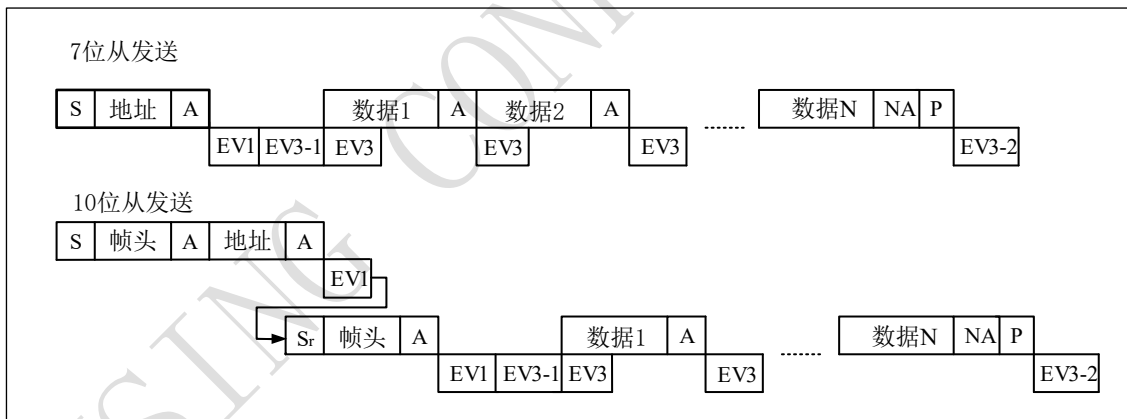 7位从发送
S 地址 A 数据1 A 数据2 A ...... 数据N NA P
EV1 EV3-1 EV3 EV3 EV3 EV3-2
10位从发送
S 帧头 A 地址 A
EV1
Sr 帧头 A 数据1 A ...... 数据N NA P
EV1 EV3-1 EV3 EV3 EV3-2